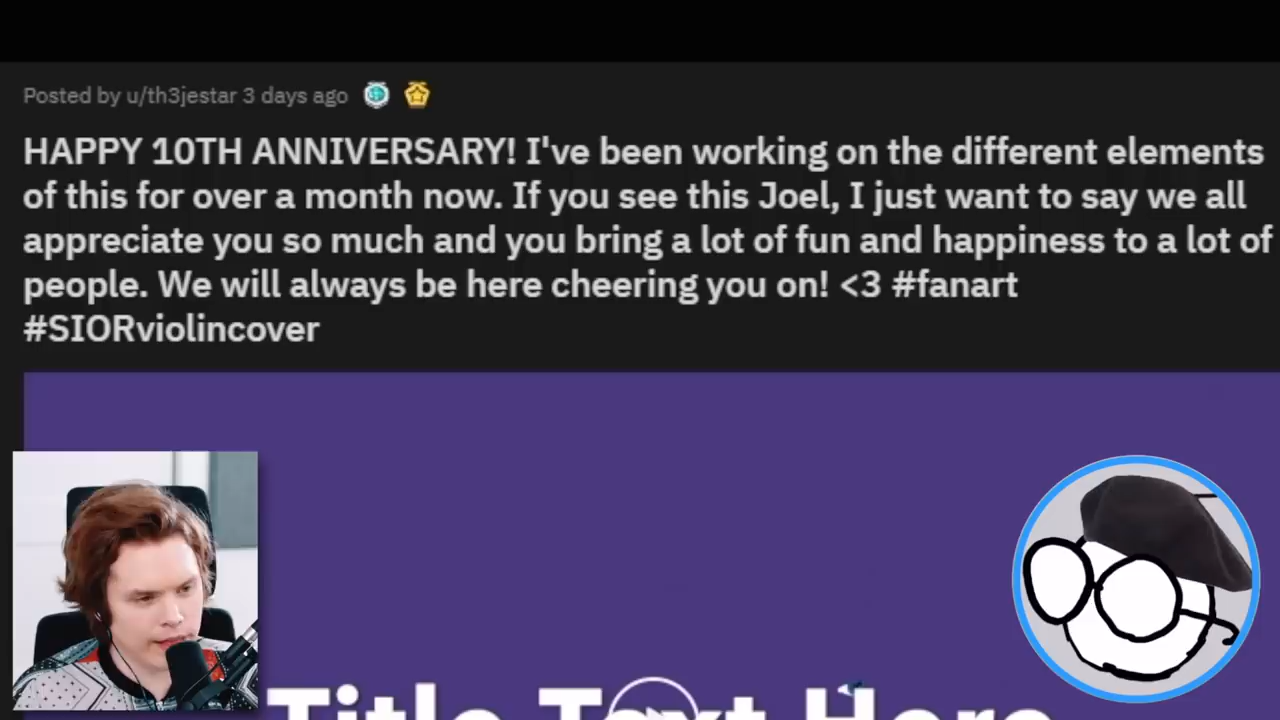 Posted by u/th3jestar 3 days ago
HAPPY 10TH ANNIVERSARY! I've been working on the different elements
of this for over a month now. If you see this Joel, I just want to say we all
appreciate you so much and you bring a lot of fun and happiness to a lot of
people. We will always be here cheering you on! <3 #fanart
#SIORviolincover
Title Text Here